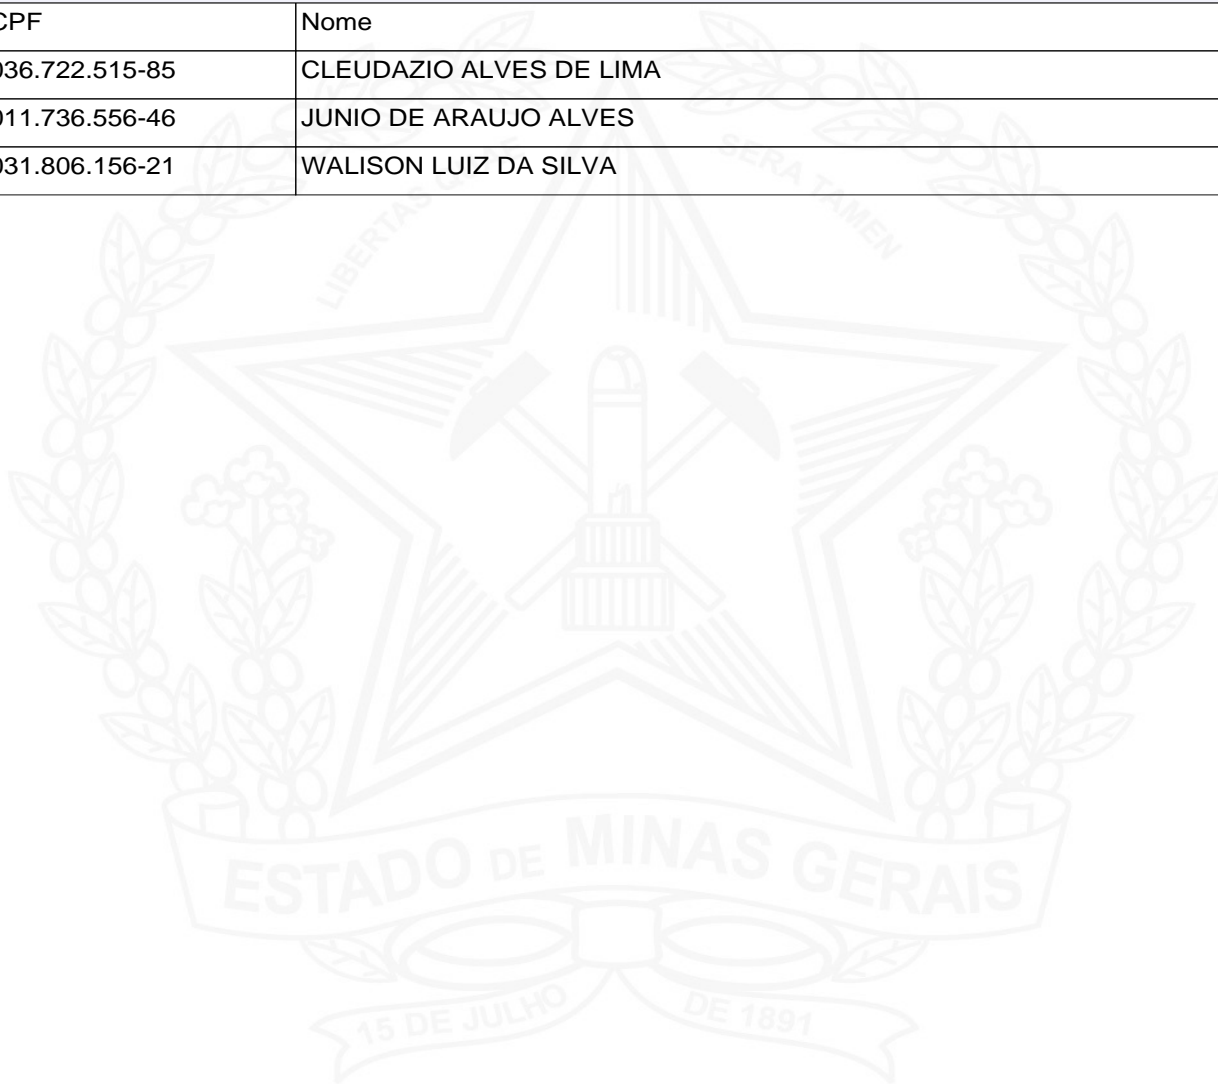 CPF Nome
036.722.515-85 CLEUDAZIO ALVES DE LIMA
011.736.556-46 JUNIO DE ARAUJO ALVES
031.806.156-21 WALISON LUIZ DA SILVA
LIBERTAS QUÆ SERA TAMEN
ESTADO DE MINAS GERAIS
15 DE JULHO DE 1891